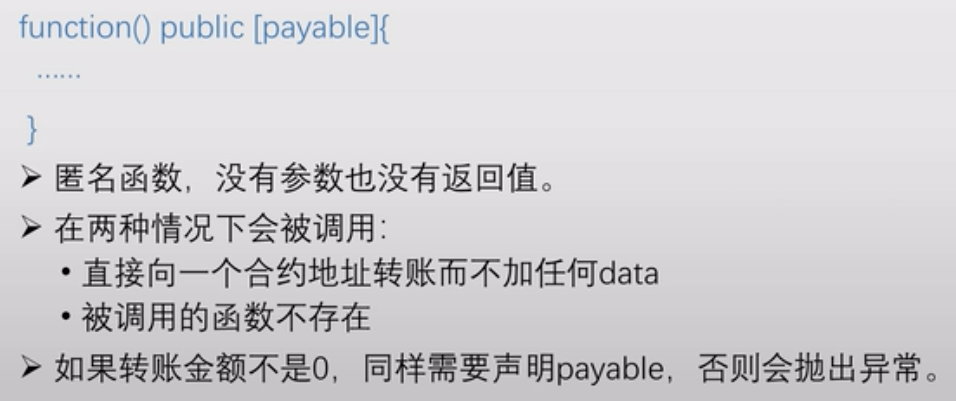 function() public [payable]{
……
}
➢ 匿名函数，没有参数也没有返回值。
➢ 在两种情况下会被调用：
• 直接向一个合约地址转账而不加任何data
• 被调用的函数不存在
➢ 如果转账金额不是0，同样需要声明payable，否则会抛出异常。